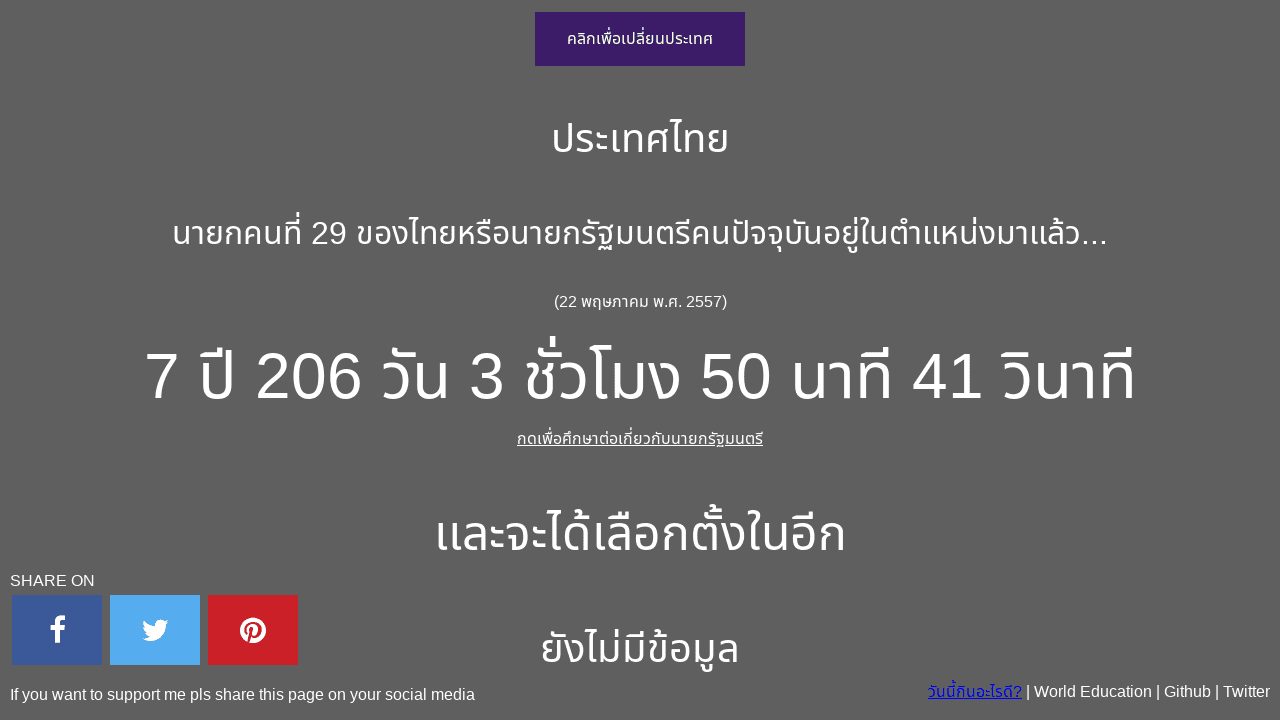 คลิกเพื่อเปลี่ยนประเทศ
ประเทศไทย
นายกคนที่ 29 ของไทยหรือนายกรัฐมนตรีคนปัจจุบันอยู่ในตำแหน่งมาแล้ว...
(22 พฤษภาคม พ.ศ. 2557)
7 ปี 206 วัน 3 ชั่วโมง 50 นาที 41 วินาที
กดเพื่อศึกษาต่อเกี่ยวกับนายกรัฐมนตรี
และจะได้เลือกตั้งในอีก
ยังไม่มีข้อมูล
SHARE ON
If you want to support me pls share this page on your social media
วันนี้กินอะไรดี? | World Education | Github | Twitter